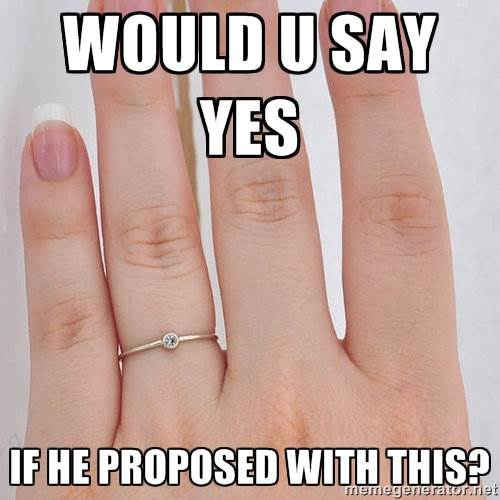 WOULD U SAY
YES
IF HE PROPOSED WITH THIS?
memegenerator.net